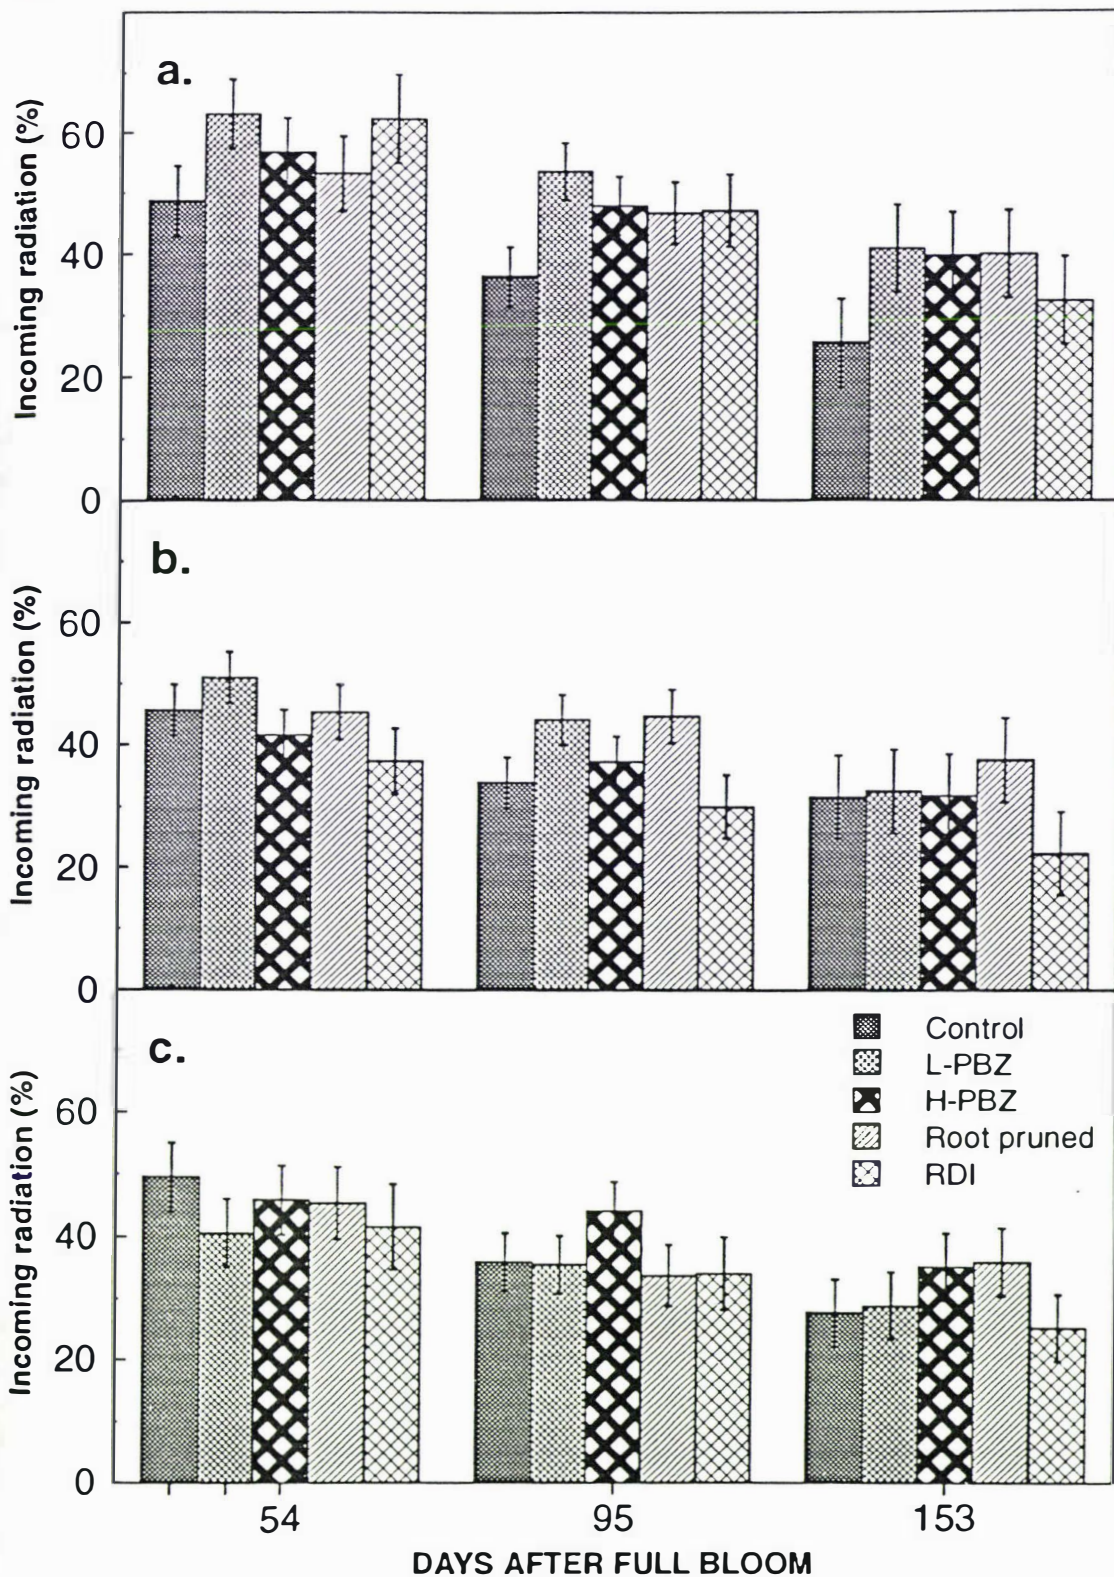 a.
Incoming radiation (%)
60
40
20
0
b.
Incoming radiation (%)
60
40
20
0
c.
Incoming radiation (%)
60
40
20
0
Control
L-PBZ
H-PBZ
Root pruned
RDI
54 95 153
DAYS AFTER FULL BLOOM